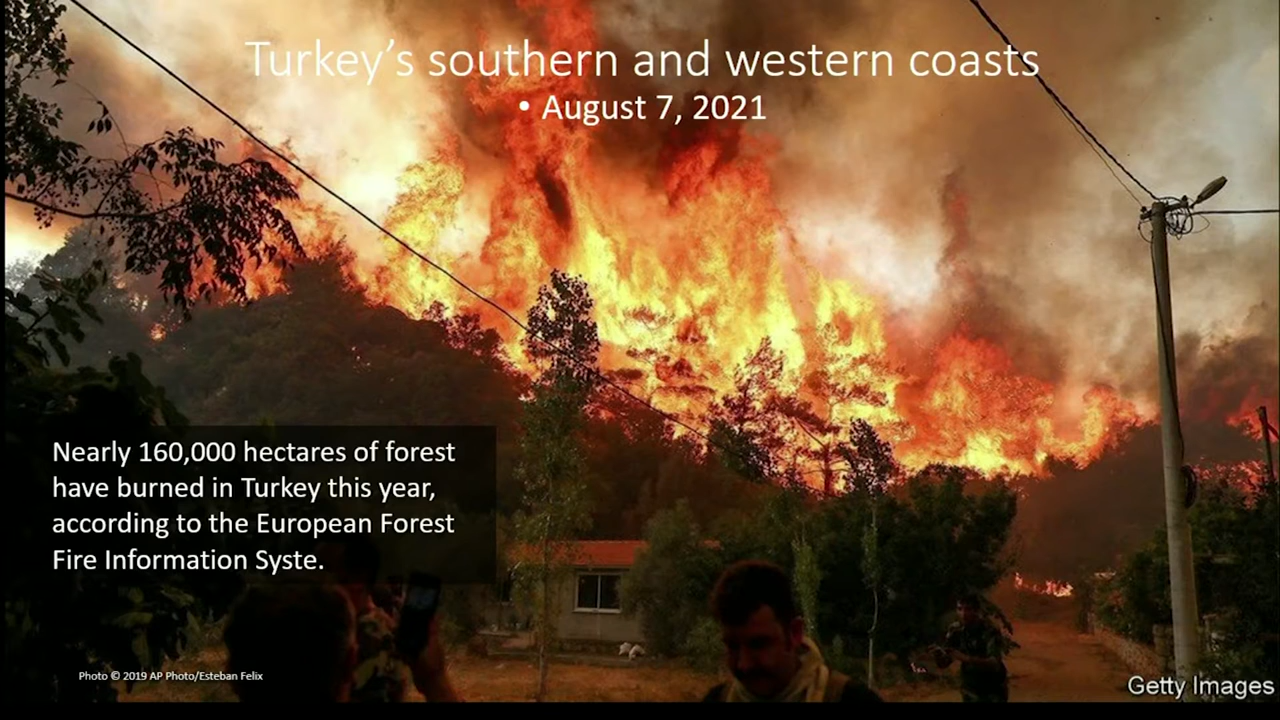 Turkey’s southern and western coasts
• August 7, 2021
Nearly 160,000 hectares of forest
have burned in Turkey this year,
according to the European Forest
Fire Information Syste.
Photo © 2019 AP Photo/Esteban Felix
Getty Images